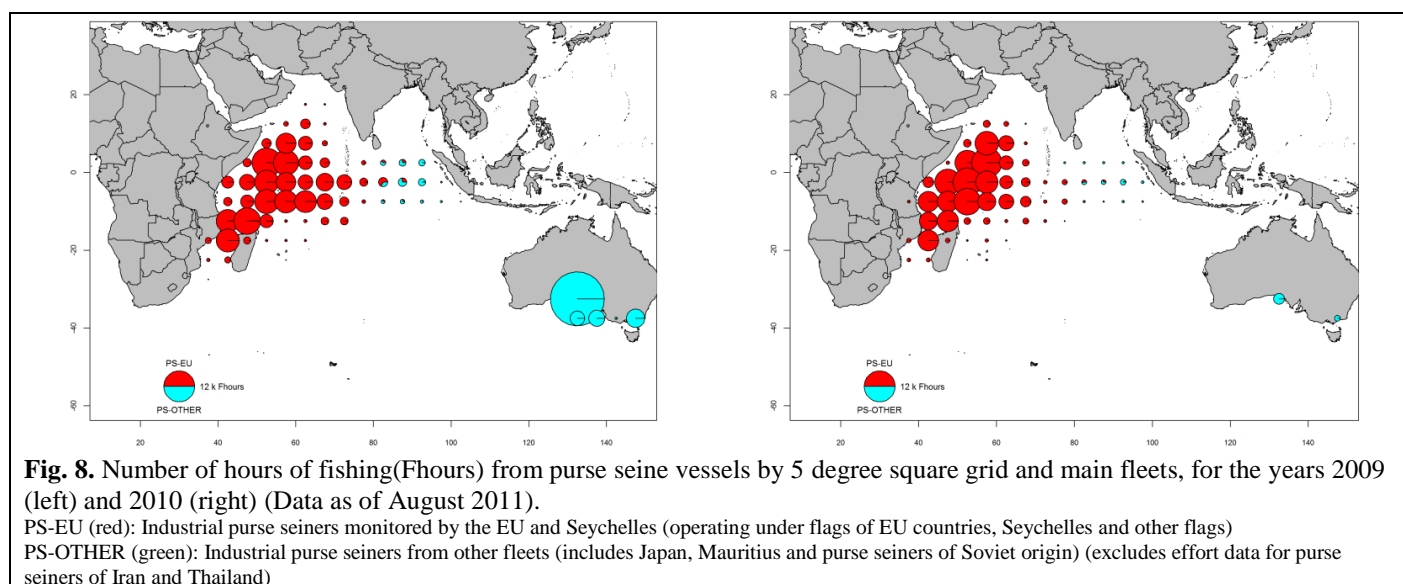 20
0
-20
-40
-60
PS-EU
12 k Fhours
PS-OTHER
20 40 60 80 100 120 140
20
0
-20
-40
-60
PS-EU
12 k Fhours
PS-OTHER
20 40 60 80 100 120 140
Fig. 8. Number of hours of fishing(Fhours) from purse seine vessels by 5 degree square grid and main fleets, for the years 2009
(left) and 2010 (right) (Data as of August 2011).
PS-EU (red): Industrial purse seiners monitored by the EU and Seychelles (operating under flags of EU countries, Seychelles and other flags)
PS-OTHER (green): Industrial purse seiners from other fleets (includes Japan, Mauritius and purse seiners of Soviet origin) (excludes effort data for purse
seiners of Iran and Thailand)